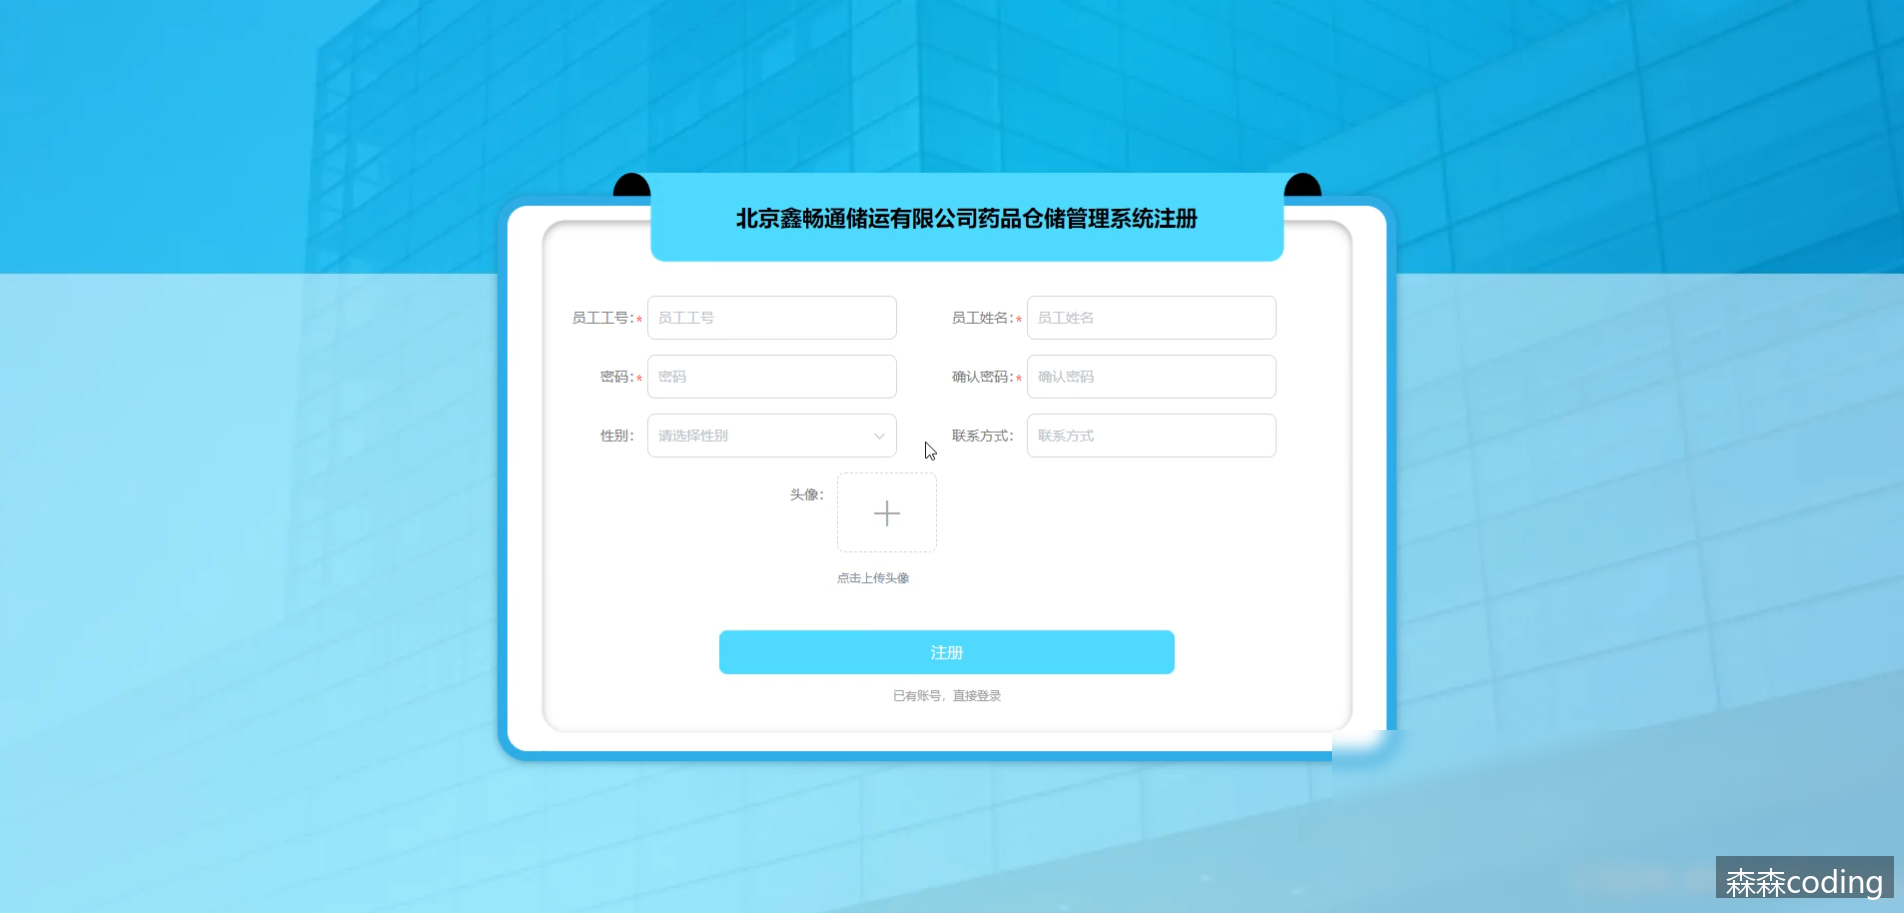 北京鑫畅通储运有限公司药品仓储管理系统注册
员工工号：* 员工工号 员工姓名：* 员工姓名
密码：* 密码 确认密码：* 确认密码
性别： 请选择性别 联系方式： 联系方式
头像：
点击上传头像
注册
已有账号，直接登录
森森coding